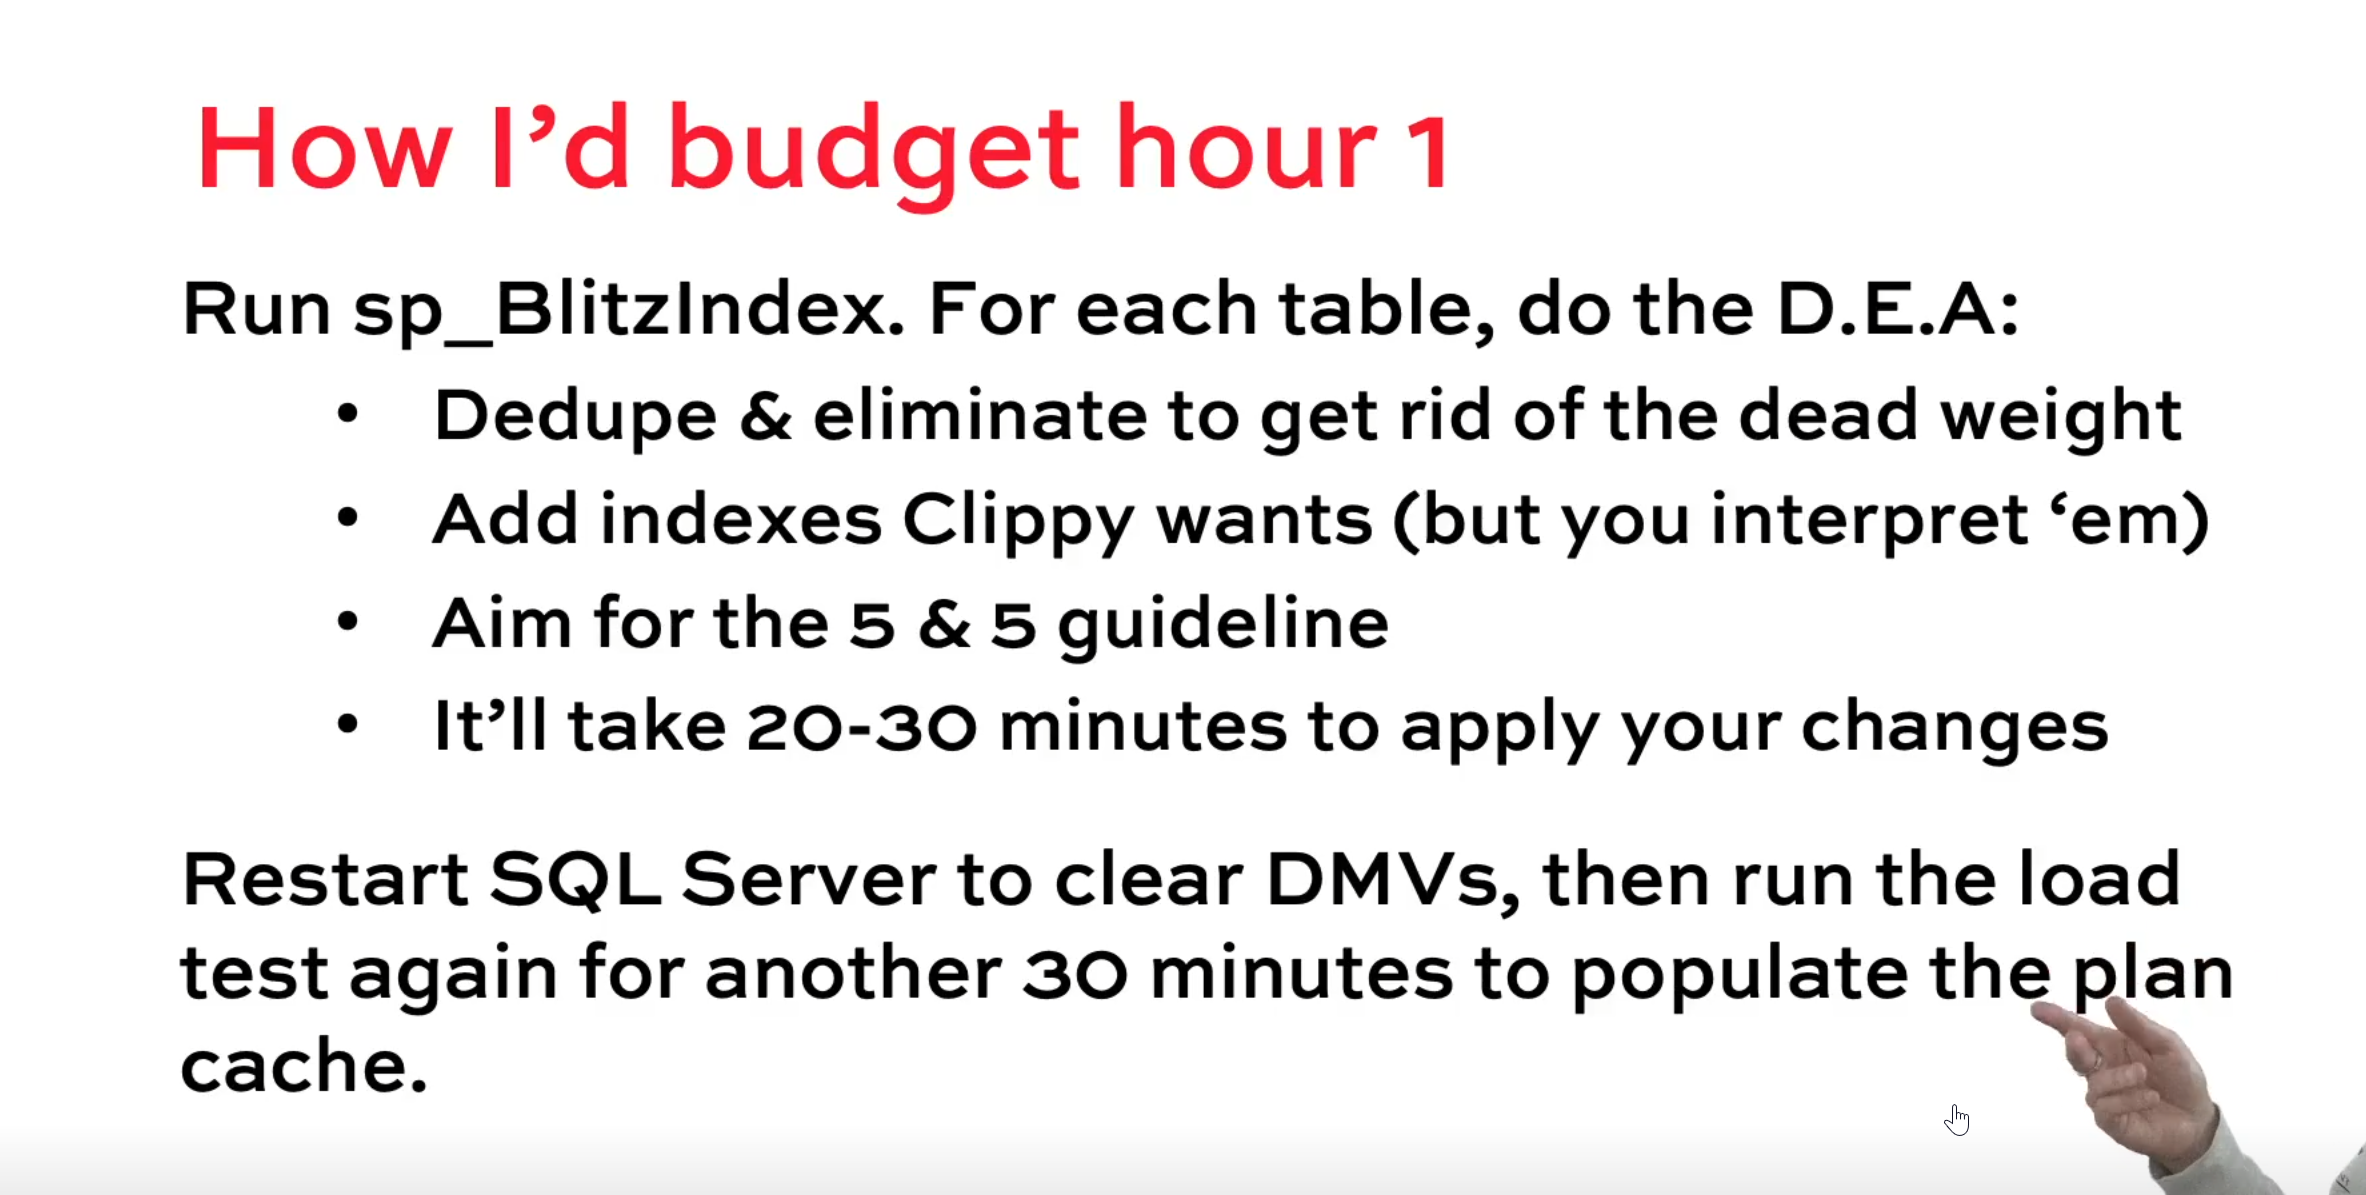 How I’d budget hour 1
Run sp_BlitzIndex. For each table, do the D.E.A:
• Dedupe & eliminate to get rid of the dead weight
• Add indexes Clippy wants (but you interpret ‘em)
• Aim for the 5 & 5 guideline
• It’ll take 20-30 minutes to apply your changes
Restart SQL Server to clear DMVs, then run the load
test again for another 30 minutes to populate the plan
cache.